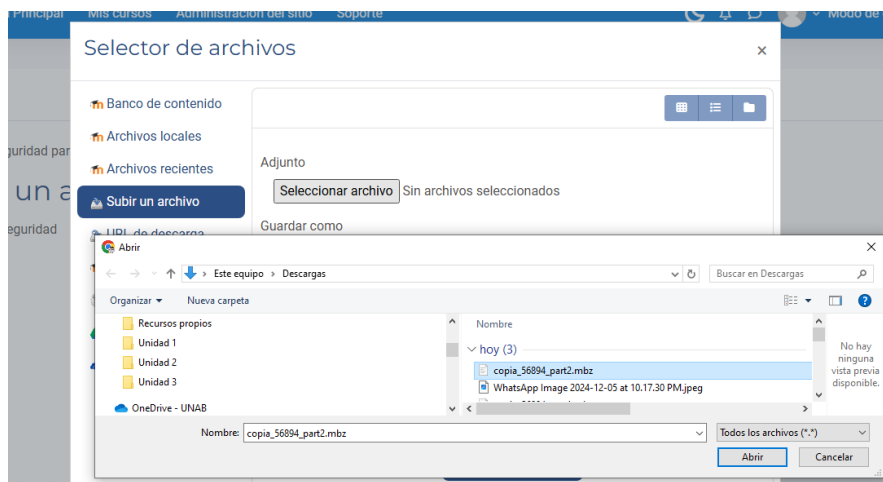 Principal Mis cursos Administración del sitio Soporte Modo de
Selector de archivos ×
Banco de contenido
Archivos locales
guridad par
Archivos recientes
Adjunto
un a
Subir un archivo
Seleccionar archivo Sin archivos seleccionados
eguridad
Guardar como
URL de descarga
Abrir
Este equipo > Descargas
Buscar en Descargas
Organizar Nueva carpeta
Recursos propios
Unidad 1
Unidad 2
Unidad 3
OneDrive - UNAB
Nombre
hoy (3)
copia_56894_part2.mbz
WhatsApp Image 2024-12-05 at 10.17.30 PM.jpeg
No hay
ninguna
vista previa
disponible.
Nombre: copia_56894_part2.mbz
Todos los archivos (*.*)
Abrir Cancelar